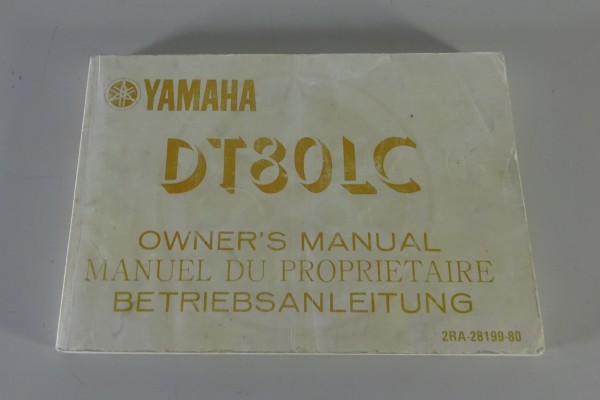 YAMAHA
DT80LC
OWNER'S MANUAL
MANUEL DU PROPRIETAIRE
BETRIEBSANLEITUNG
2RA-28199-80